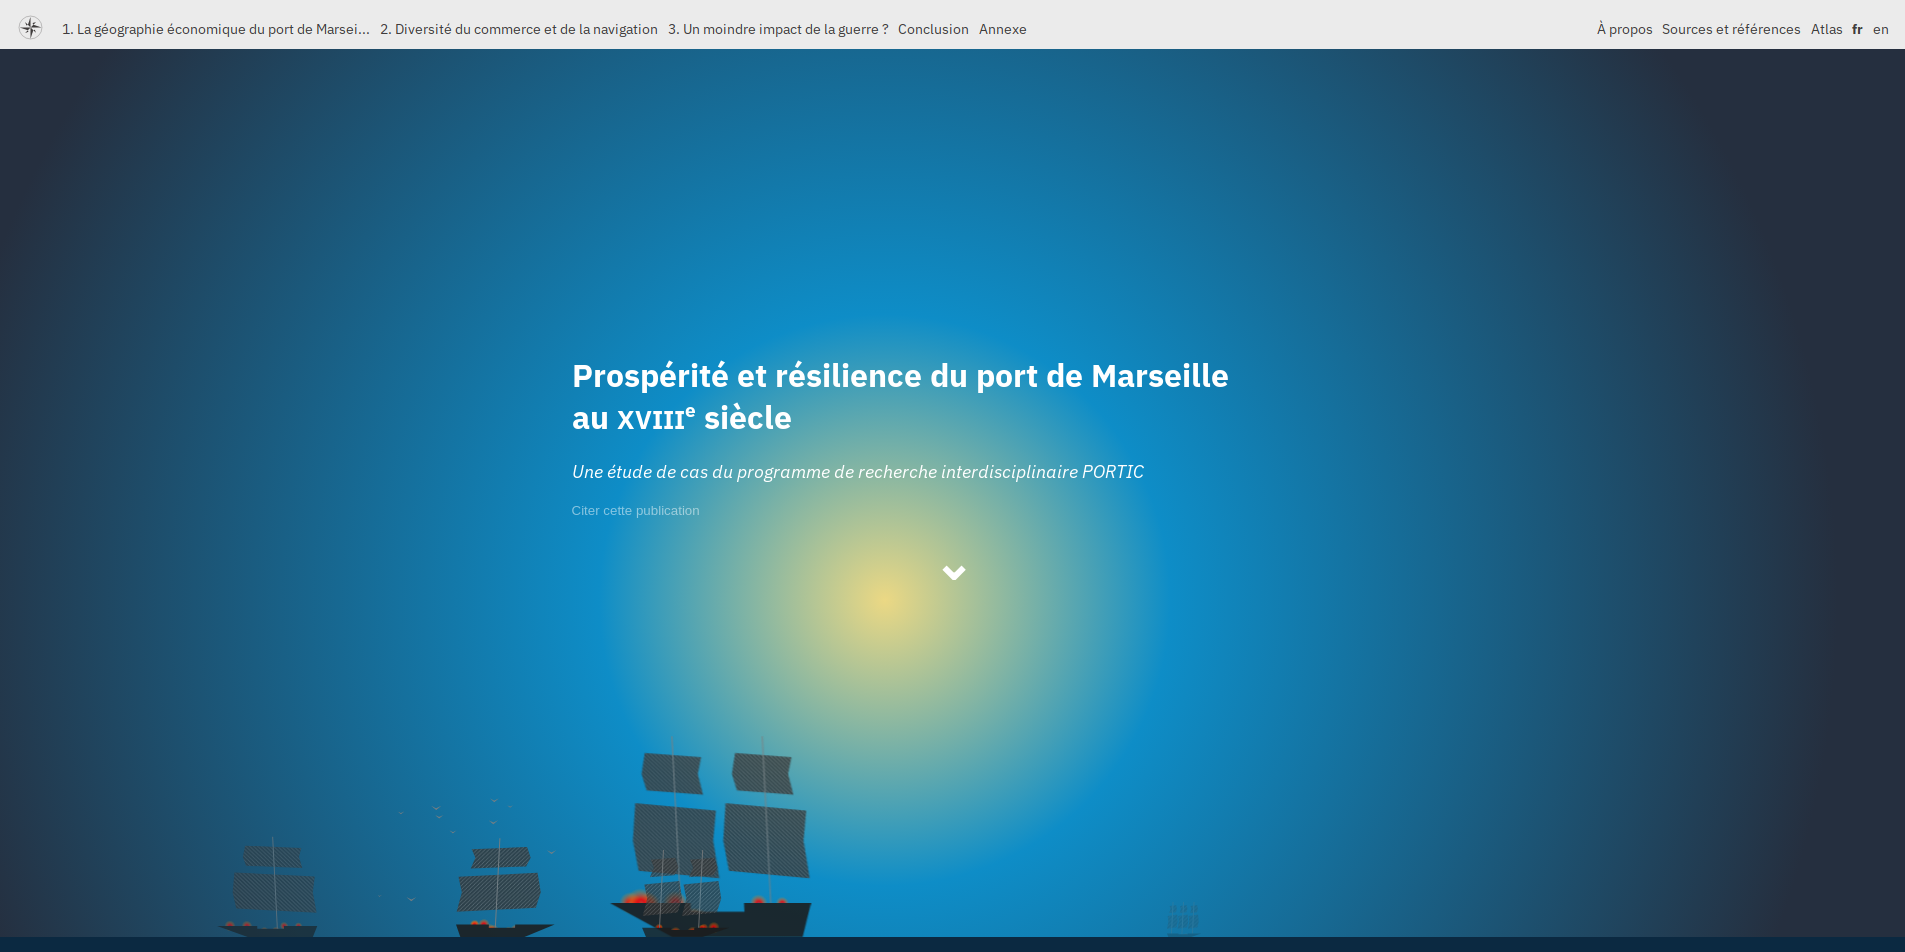 1. La géographie économique du port de Marsei... 2. Diversité du commerce et de la navigation 3. Un moindre impact de la guerre ? Conclusion Annexe À propos Sources et références Atlas fr en
Prospérité et résilience du port de Marseille
au XVIIIe siècle
Une étude de cas du programme de recherche interdisciplinaire PORTIC
Citer cette publication